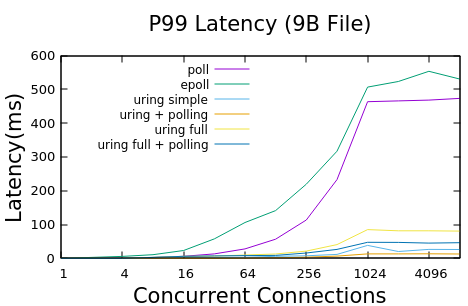 P99 Latency (9B File)
Latency(ms)
600
500
400
300
200
100
0
poll
epoll
uring simple
uring + polling
uring full
uring full + polling
1 4 16 64 256 1024 4096
Concurrent Connections